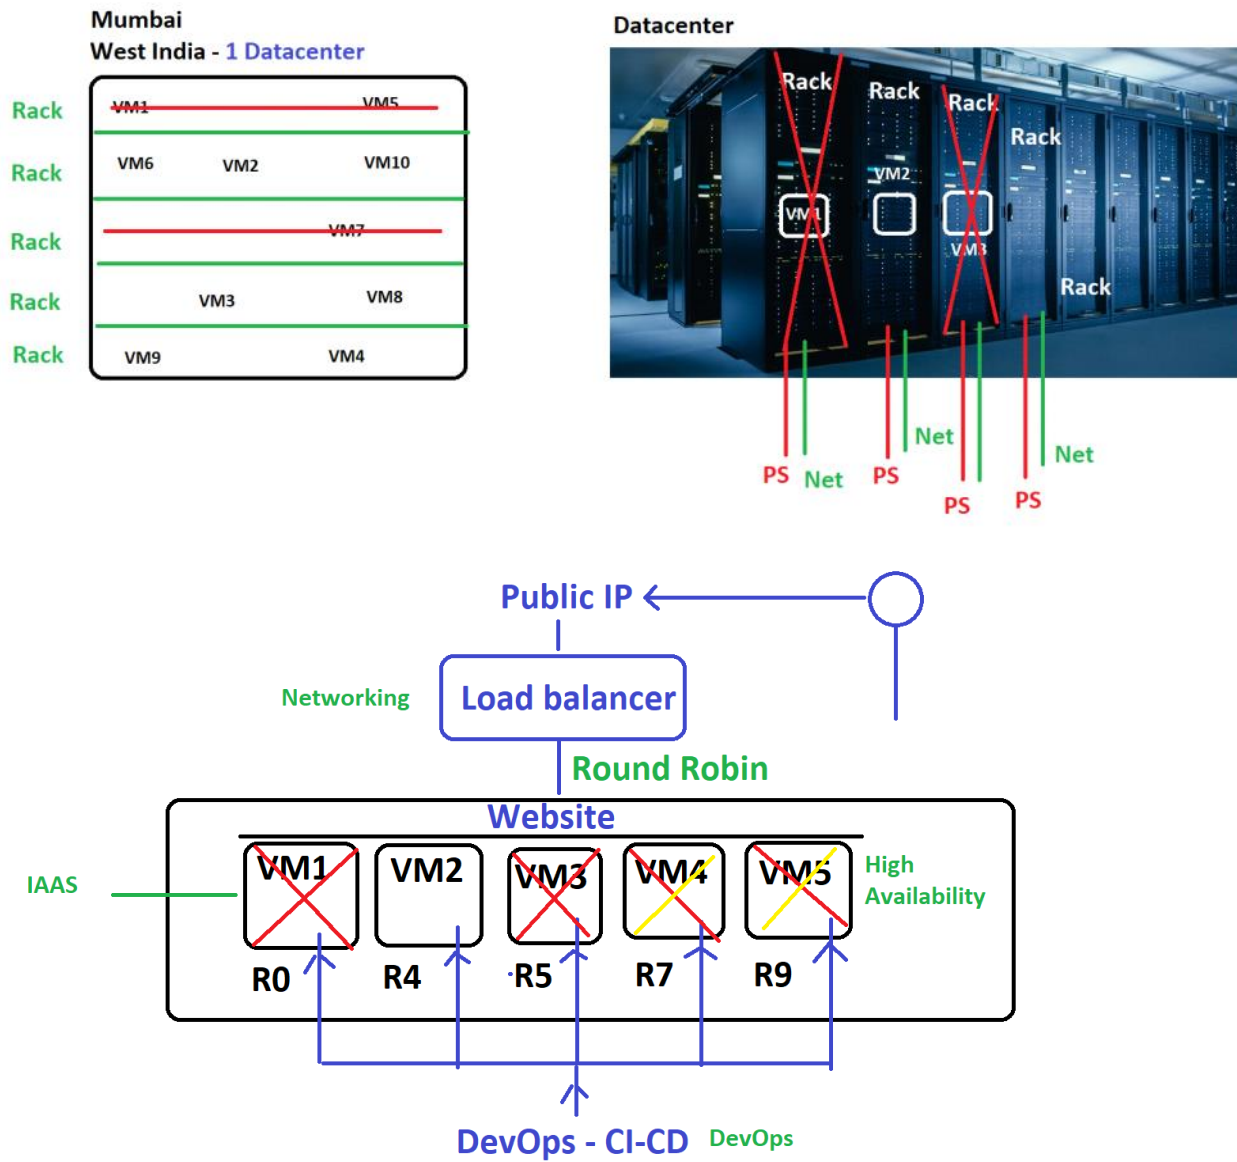 Mumbai
West India - 1 Datacenter
Rack
VM1 VM5
Rack
VM6 VM2 VM10
Rack
VM7
Rack
VM3 VM8
Rack
VM9 VM4
Datacenter
Rack
Rack
Rack
Rack
VM2
VM1
VM3
Rack
PS
Net
PS
Net
PS
PS
Net
Public IP
Networking
Load balancer
Round Robin
Website
IAAS
VM1 VM2 VM3 VM4 VM5
High
Availability
R0 R4 R5 R7 R9
DevOps - CI-CD DevOps